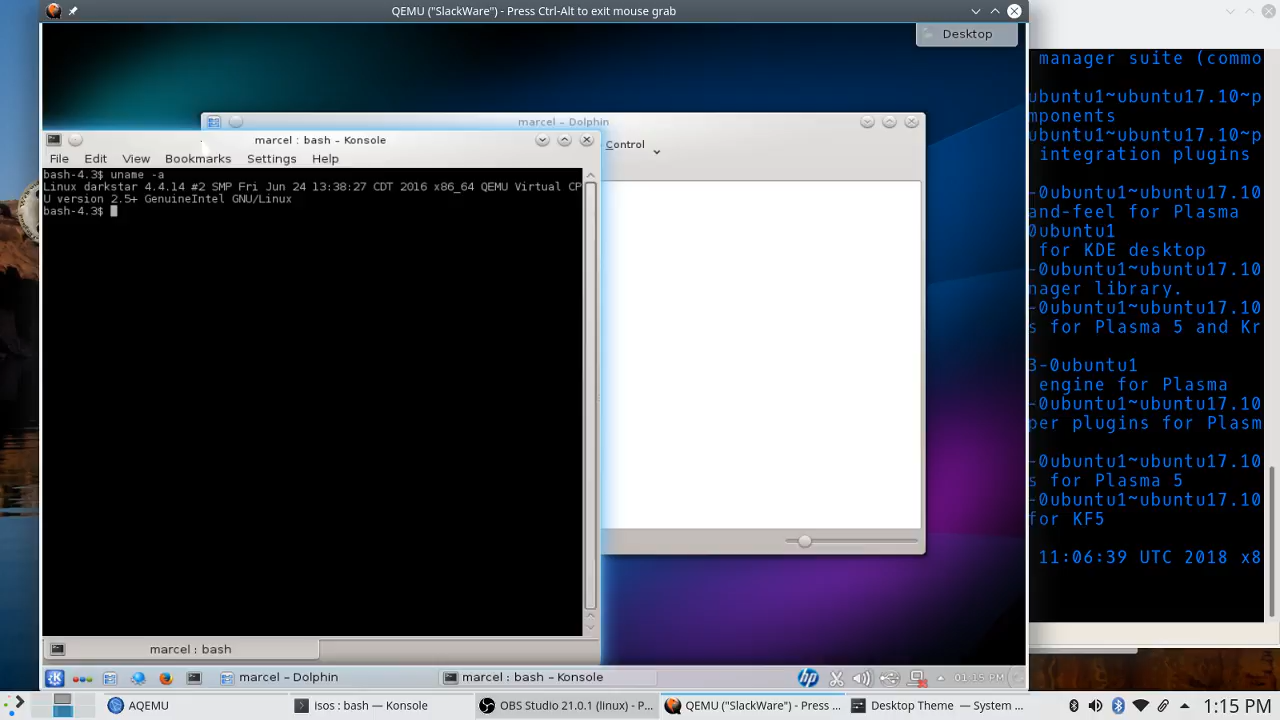 QEMU ("SlackWare") - Press Ctrl-Alt to exit mouse grab
Desktop
marcel – Dolphin
Control
marcel : bash – Konsole
File Edit View Bookmarks Settings Help
bash-4.3$ uname -a
Linux darkstar 4.4.14 #2 SMP Fri Jun 24 13:38:27 CDT 2016 x86_64 QEMU Virtual CP
U version 2.5+ GenuineIntel GNU/Linux
bash-4.3$
marcel : bash
manager suite (commo
ubuntu1~ubuntu17.10~p
mponents
ubuntu1~ubuntu17.10~p
integration plugins
-0ubuntu1~ubuntu17.10
and-feel for Plasma
0ubuntu1
for KDE desktop
-0ubuntu1~ubuntu17.10
nager library.
-0ubuntu1~ubuntu17.10
s for Plasma 5 and Kr
3-0ubuntu1
engine for Plasma
-0ubuntu1~ubuntu17.10
per plugins for Plasm
-0ubuntu1~ubuntu17.10
s for Plasma 5
-0ubuntu1~ubuntu17.10
for KF5
11:06:39 UTC 2018 x8
marcel – Dolphin
marcel : bash – Konsole
hp
01:15 PM
AQEMU
isos : bash — Konsole
OBS Studio 21.0.1 (linux) - P...
QEMU ("SlackWare") - Press ...
Desktop Theme — System ...
1:15 PM